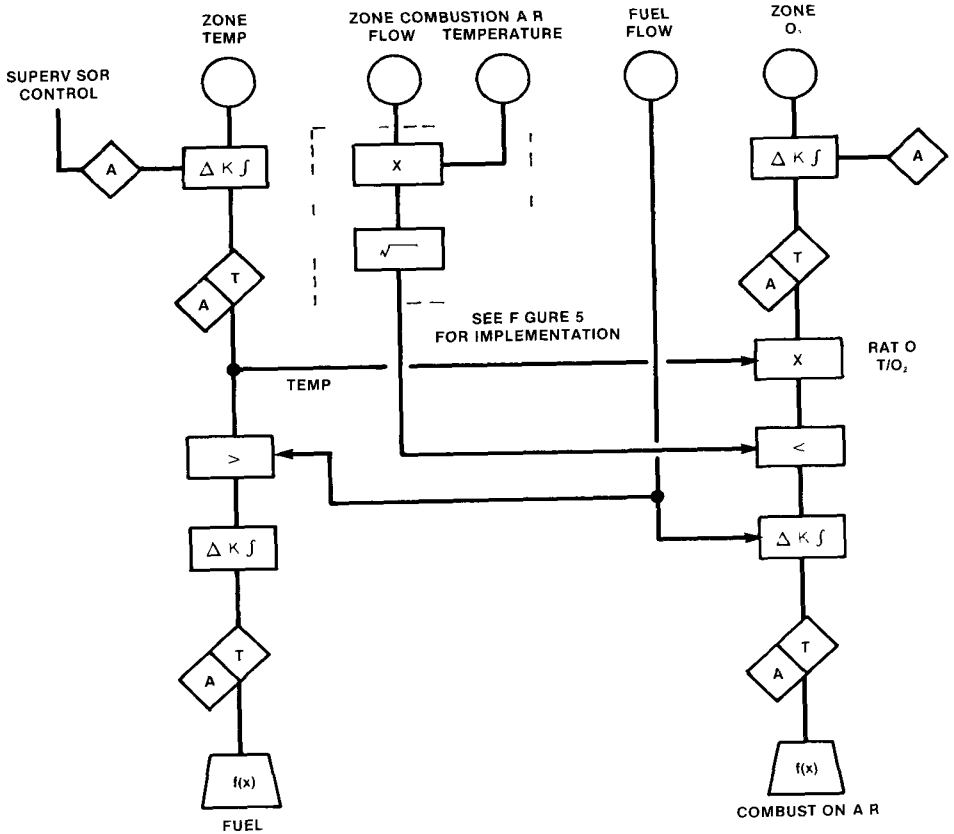 ZONE
TEMP
ZONE COMBUSTION A R
FLOW TEMPERATURE
FUEL
FLOW
ZONE
O,
SUPERV SOR
CONTROL
A
Δ K ∫
X
Δ K ∫
A
√
T
A
T
A
SEE F GURE 5
FOR IMPLEMENTATION
X
RAT O
T/O₂
TEMP
>
<
Δ K ∫
Δ K ∫
T
A
T
A
f(x)
f(x)
FUEL
COMBUST ON A R